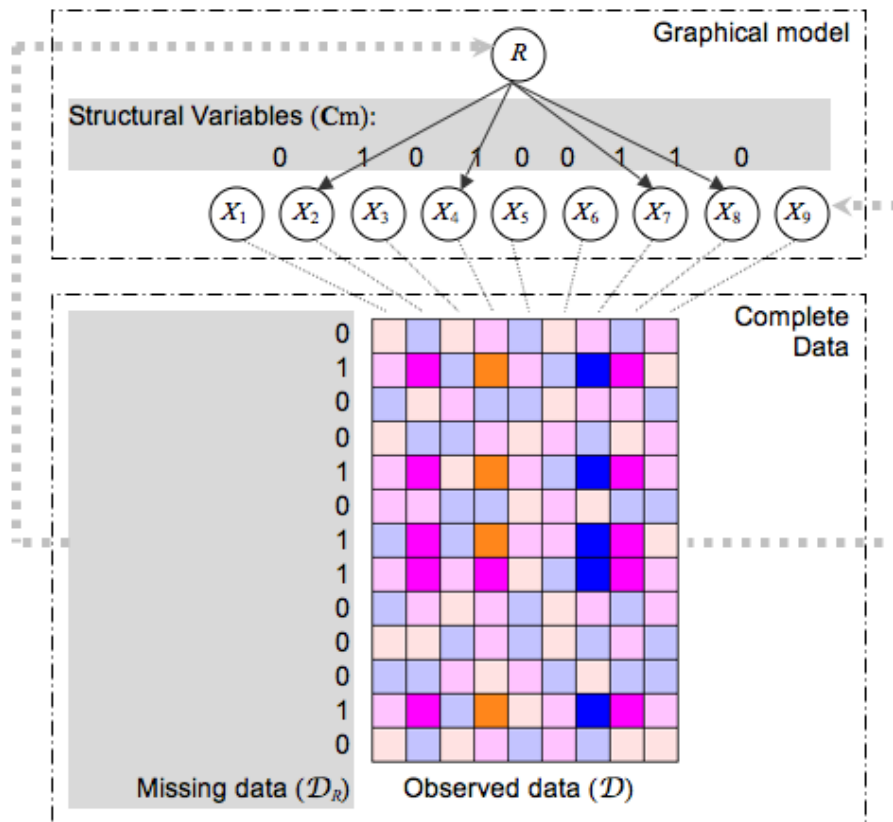 R
Graphical model
Structural Variables (Cm):
0 1 0 1 0 0 1 1 0
X1 X2 X3 X4 X5 X6 X7 X8 X9
Complete
Data
0
1
0
0
1
0
1
1
0
0
0
1
0
Missing data (𝒟R) Observed data (𝒟)